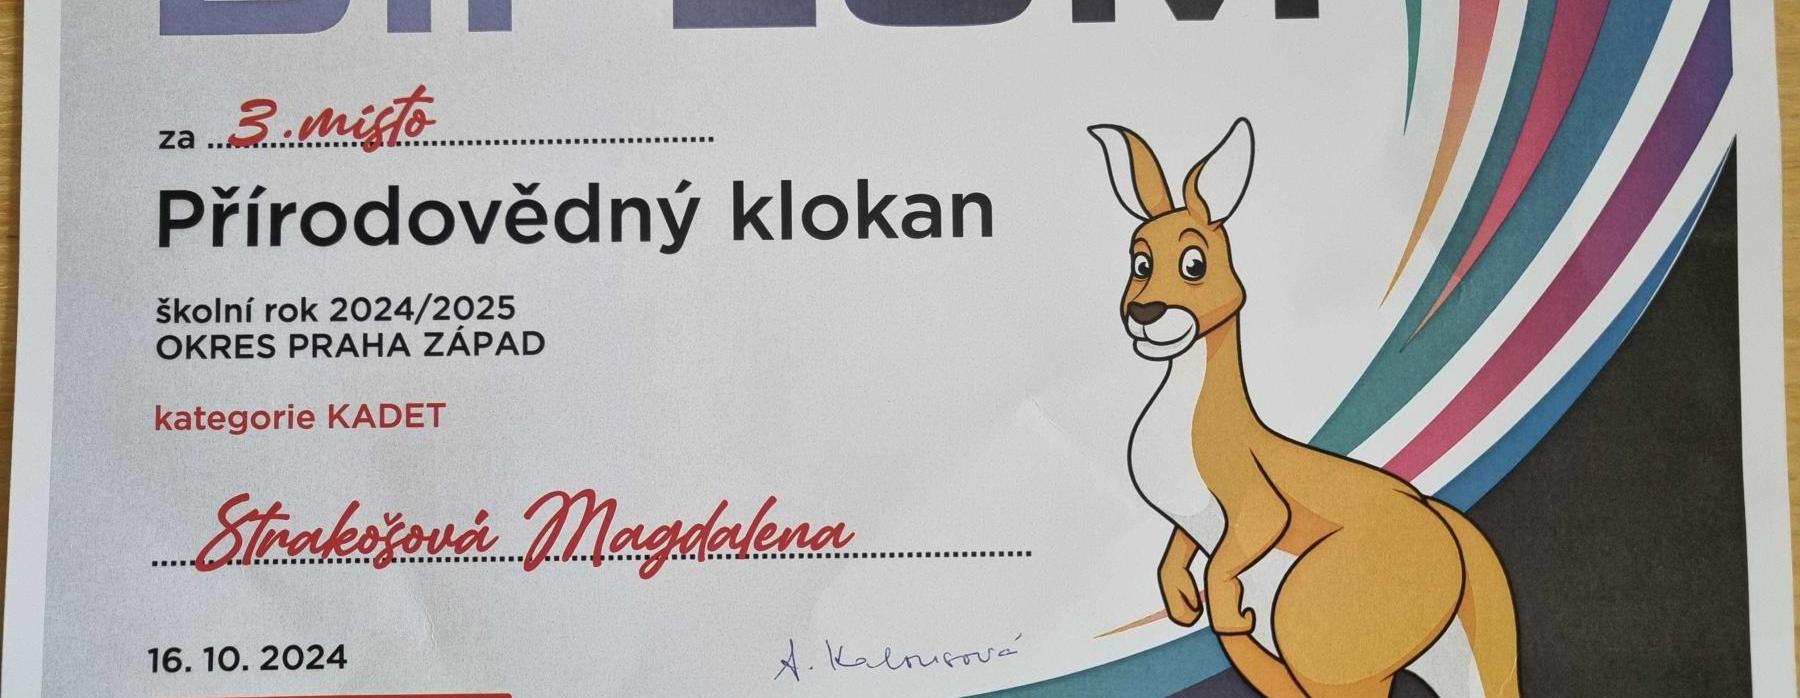 DIPLOM
za 3. místo
Přírodovědný klokan
školní rok 2024/2025
OKRES PRAHA ZÁPAD
kategorie KADET
Strakošová Magdalena
16. 10. 2024
A. Kalousová